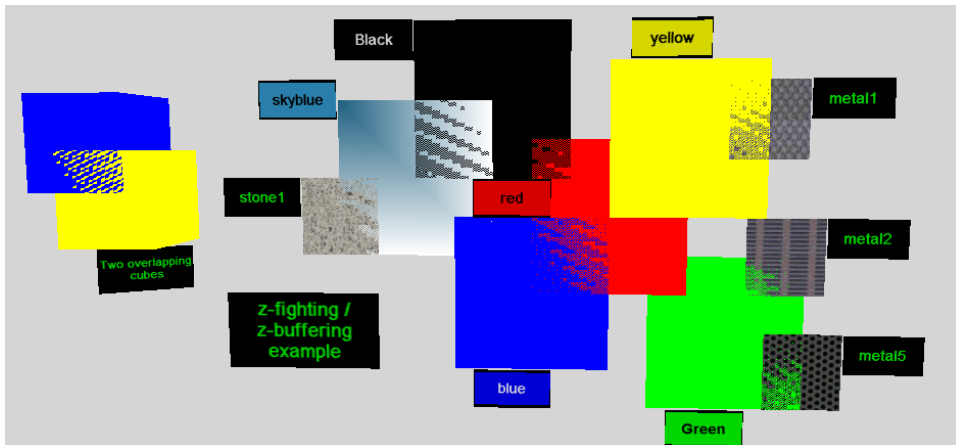 Black
yellow
skyblue
metal1
stone1
red
metal2
Two overlapping
cubes
z-fighting /
z-buffering
example
metal5
blue
Green